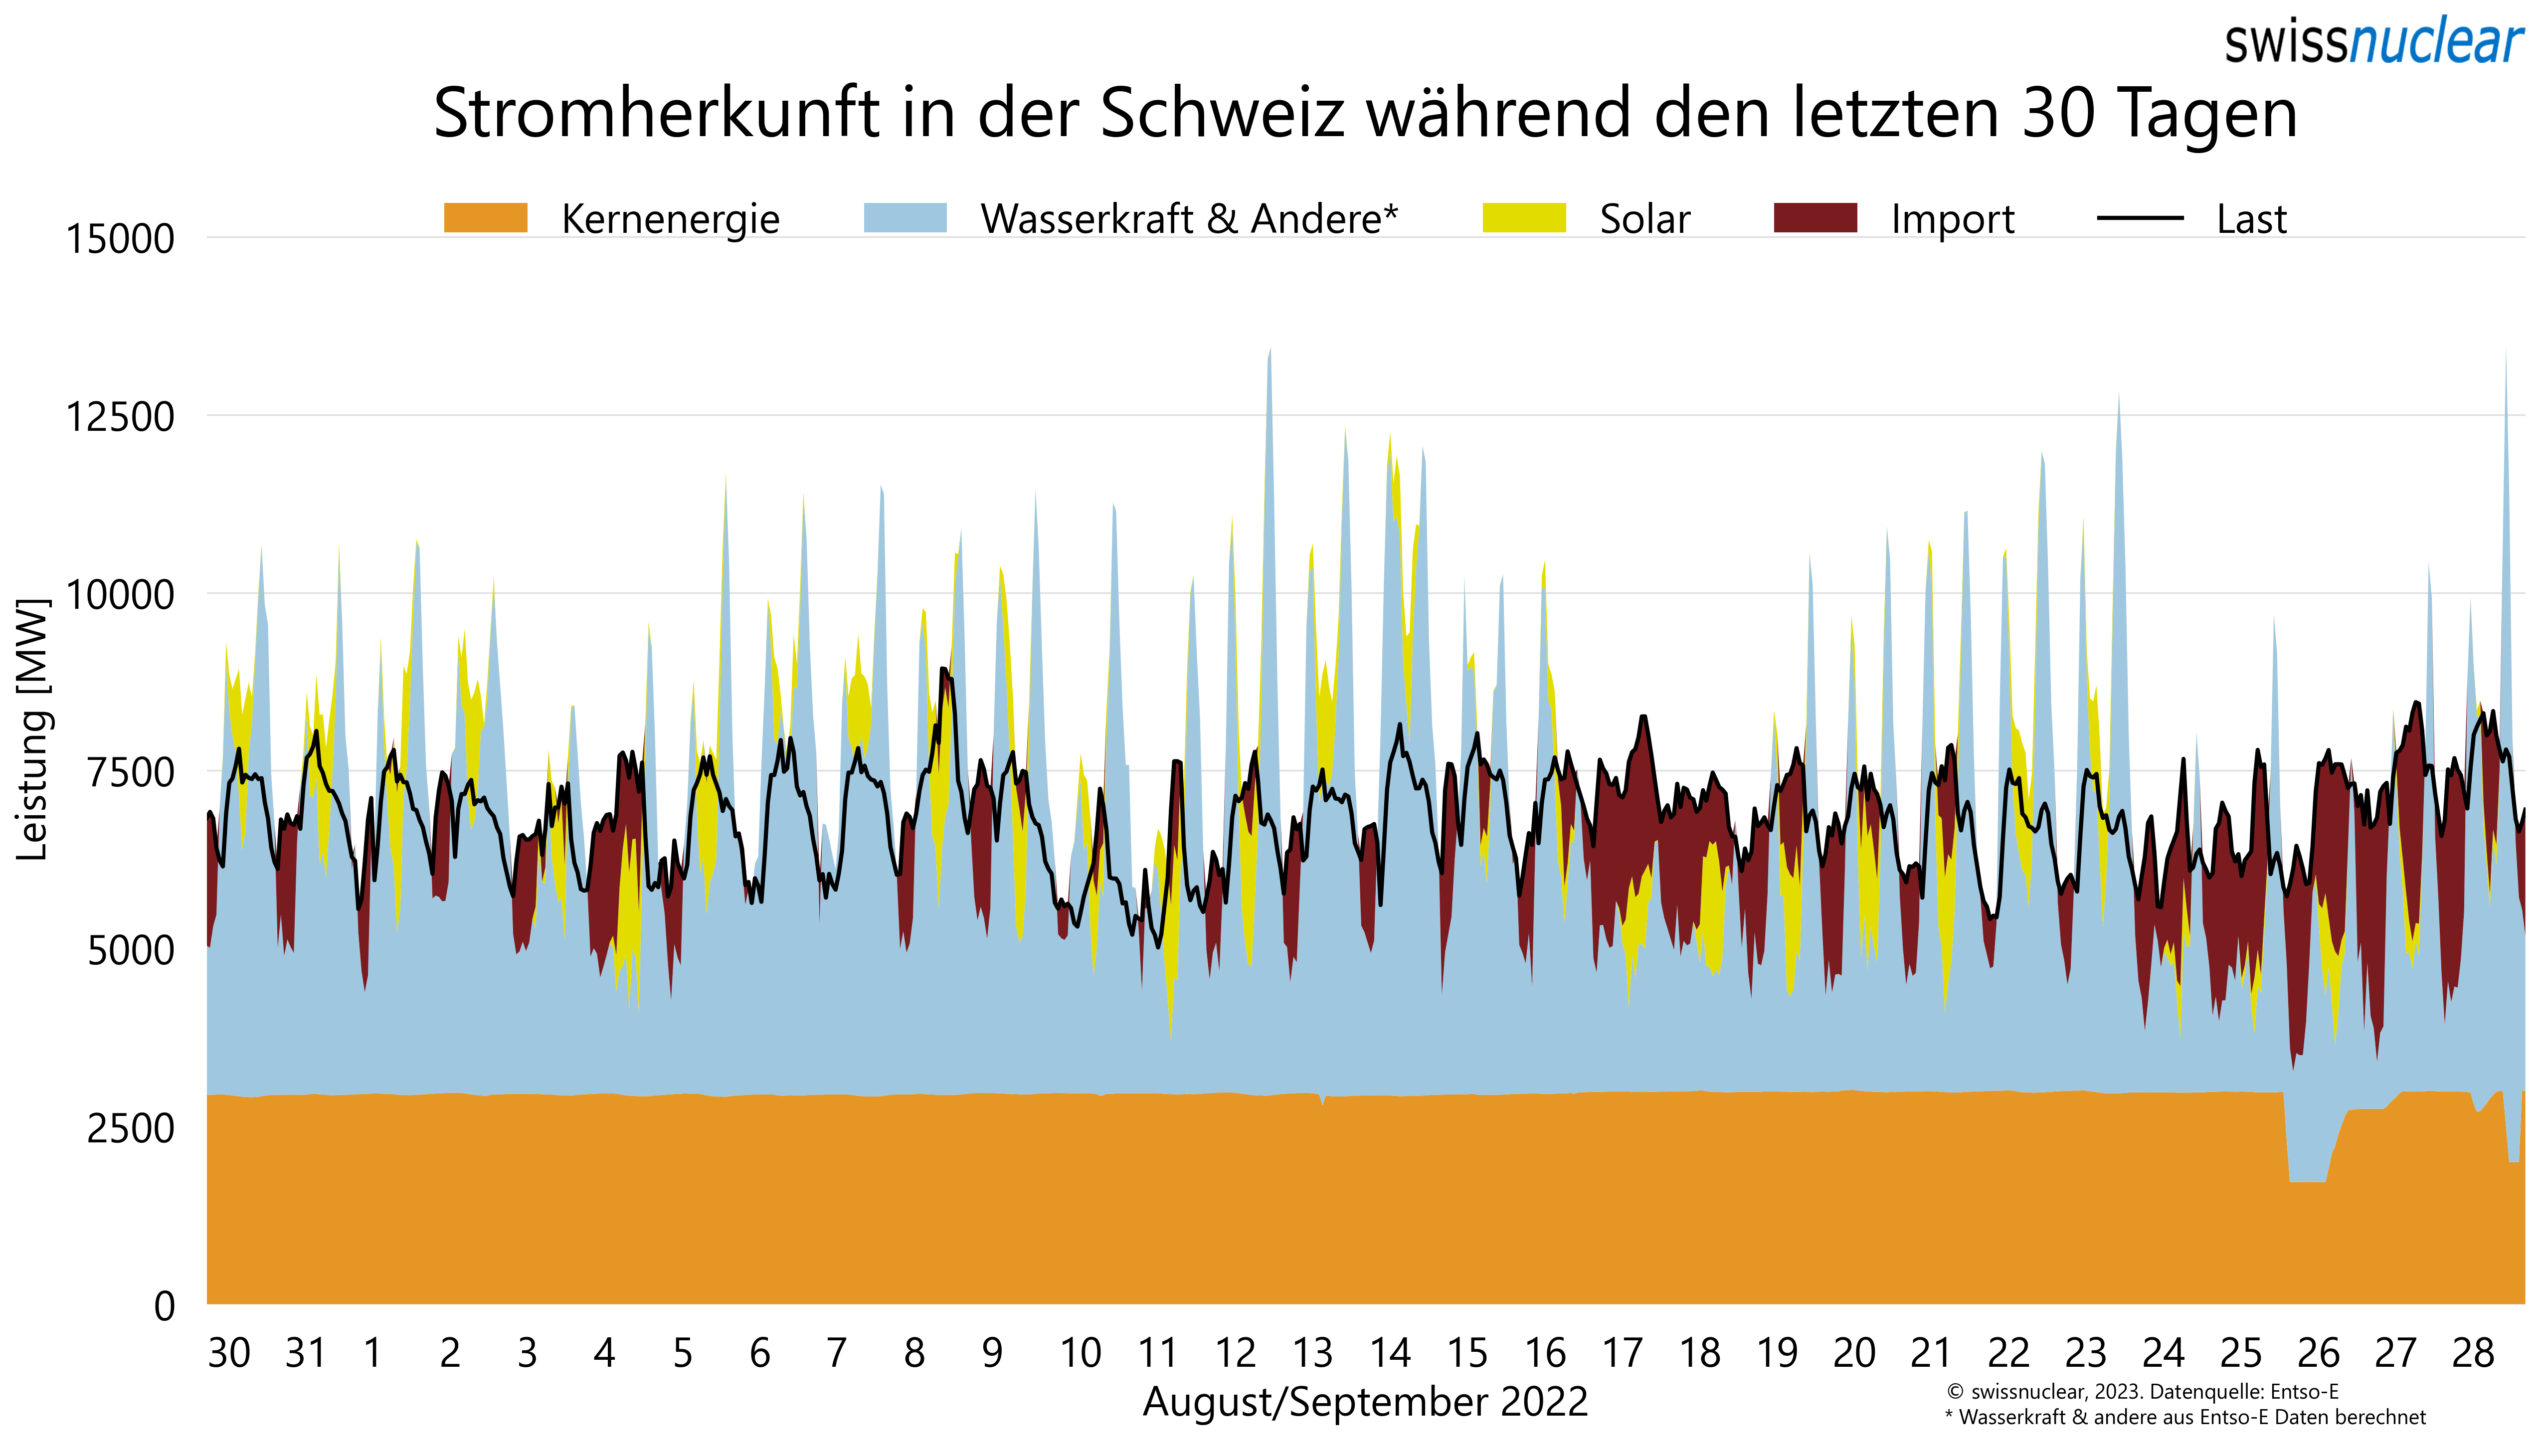 swissnuclear
Stromherkunft in der Schweiz während den letzten 30 Tagen
Kernenergie Wasserkraft & Andere* Solar Import Last
15000
12500
10000
7500
5000
2500
0
Leistung [MW]
30 31 1 2 3 4 5 6 7 8 9 10 11 12 13 14 15 16 17 18 19 20 21 22 23 24 25 26 27 28
August/September 2022
© swissnuclear, 2023. Datenquelle: Entso-E
* Wasserkraft & andere aus Entso-E Daten berechnet